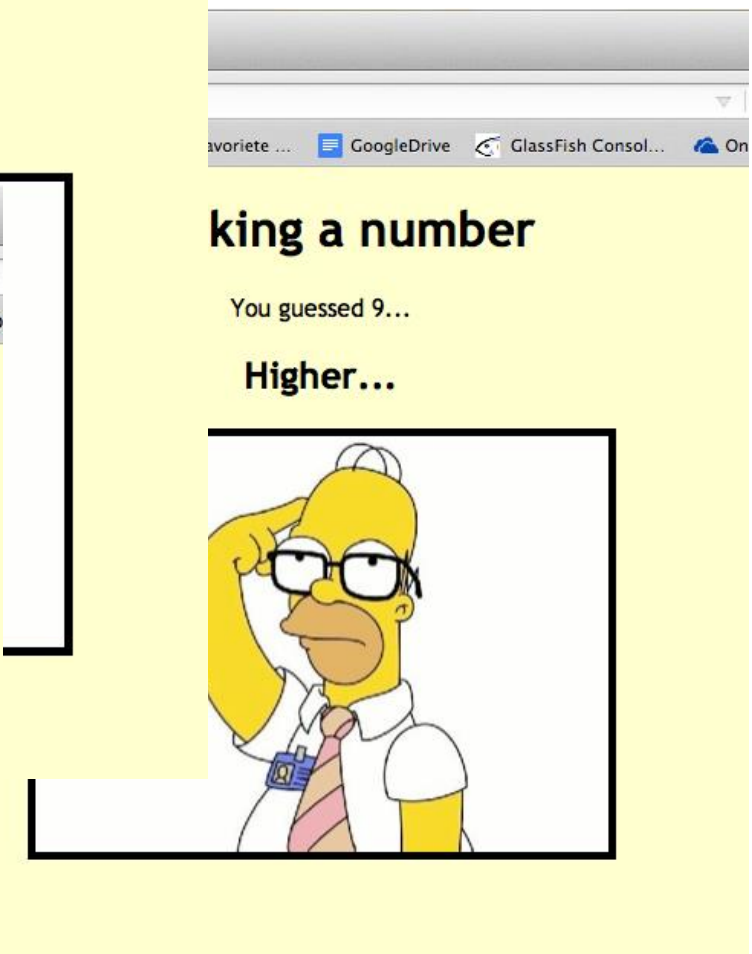 avoriete ... GoogleDrive GlassFish Consol... On
king a number
You guessed 9...
Higher...